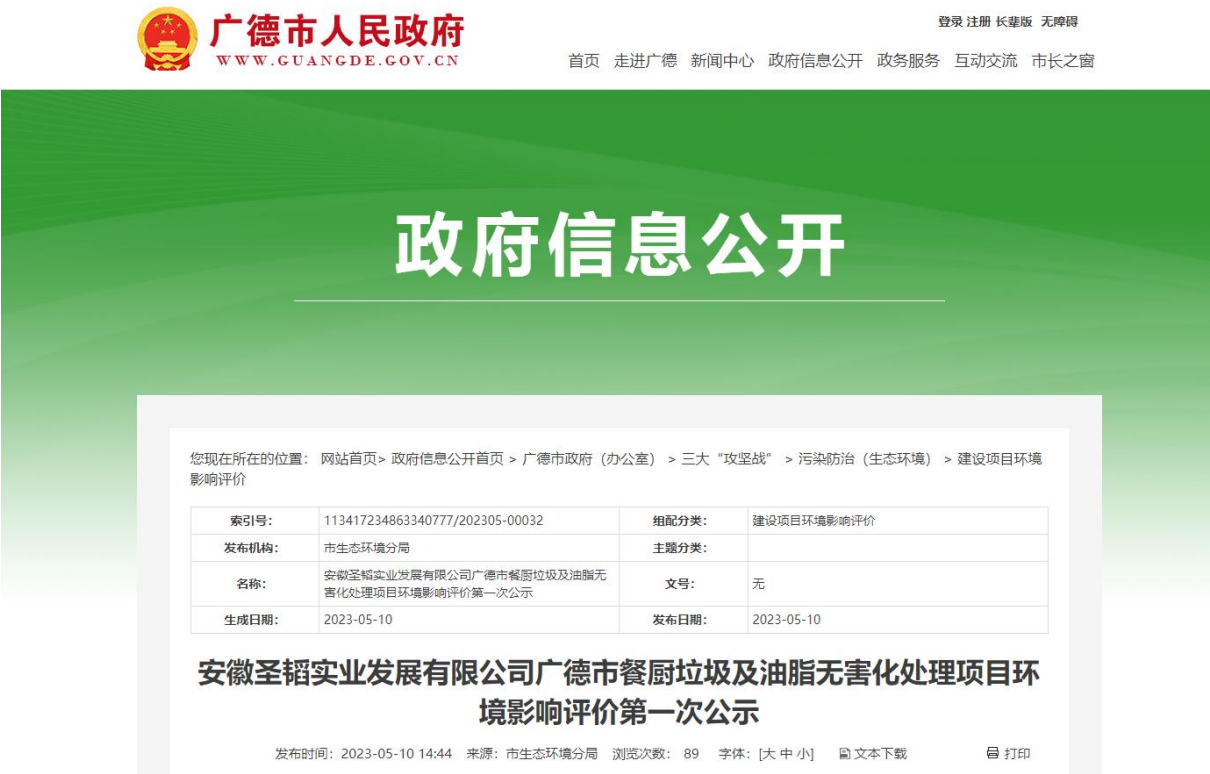 登录 注册 长辈版 无障碍
广德市人民政府
WWW.GUANGDE.GOV.CN
首页 走进广德 新闻中心 政府信息公开 政务服务 互动交流 市长之窗
政府信息公开
您现在所在的位置： 网站首页> 政府信息公开首页 > 广德市政府（办公室） > 三大“攻坚战” > 污染防治（生态环境） > 建设项目环境
影响评价
索引号： 113417234863340777/202305-00032 组配分类： 建设项目环境影响评价
发布机构： 市生态环境分局 主题分类：
名称： 安徽圣韬实业发展有限公司广德市餐厨垃圾及油脂无
害化处理项目环境影响评价第一次公示 文号： 无
生成日期： 2023-05-10 发布日期： 2023-05-10
安徽圣韬实业发展有限公司广德市餐厨垃圾及油脂无害化处理项目环
境影响评价第一次公示
发布时间：2023-05-10 14:44 来源：市生态环境分局 浏览次数： 89 字体：[大 中 小] 文本下载 打印